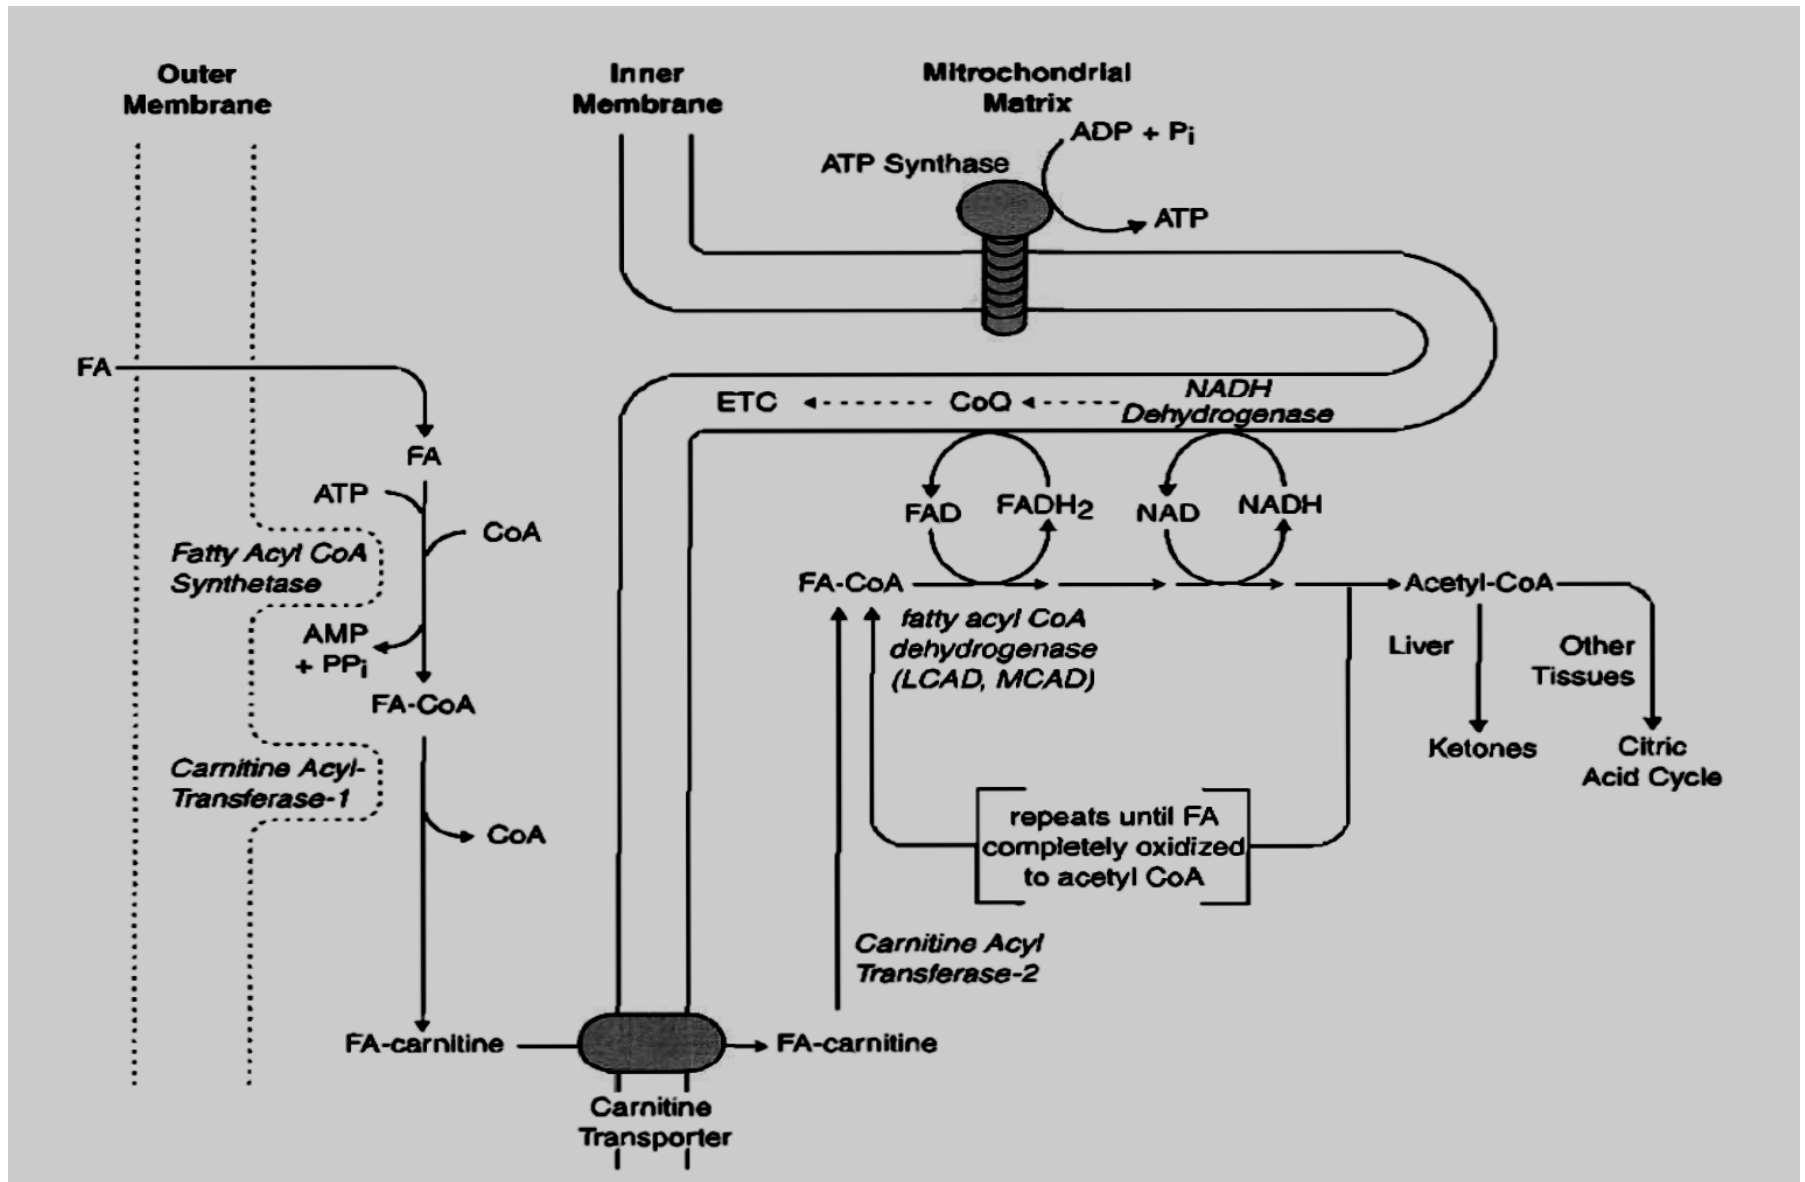 Outer
Membrane
Inner
Membrane
Mitrochondrial
Matrix
ADP + Pi
ATP Synthase
ATP
FA
FA
ATP
CoA
Fatty Acyl CoA
Synthetase
AMP
+ PPi
FA-CoA
Carnitine Acyl-
Transferase-1
CoA
FA-carnitine
Carnitine
Transporter
FA-carnitine
Carnitine Acyl
Transferase-2
ETC
CoQ
NADH
Dehydrogenase
FAD
FADH2
NAD
NADH
FA-CoA
fatty acyl CoA
dehydrogenase
(LCAD, MCAD)
Acetyl-CoA
Liver
Other
Tissues
Ketones
Citric
Acid Cycle
repeats until FA
completely oxidized
to acetyl CoA